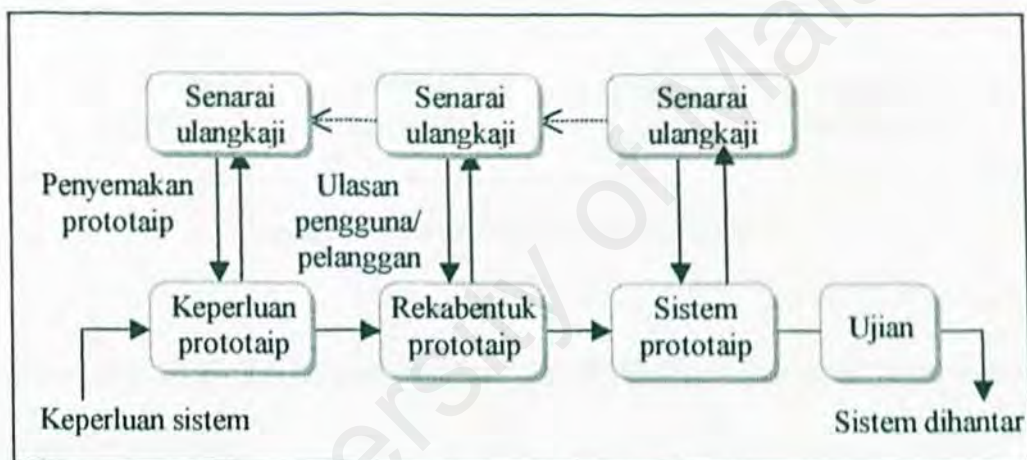 Senarai
ulangkaji
Senarai
ulangkaji
Senarai
ulangkaji
Penyemakan
prototaip
Ulasan
pengguna/
pelanggan
Keperluan
prototaip
Rekabentuk
prototaip
Sistem
prototaip
Ujian
Keperluan sistem
Sistem dihantar